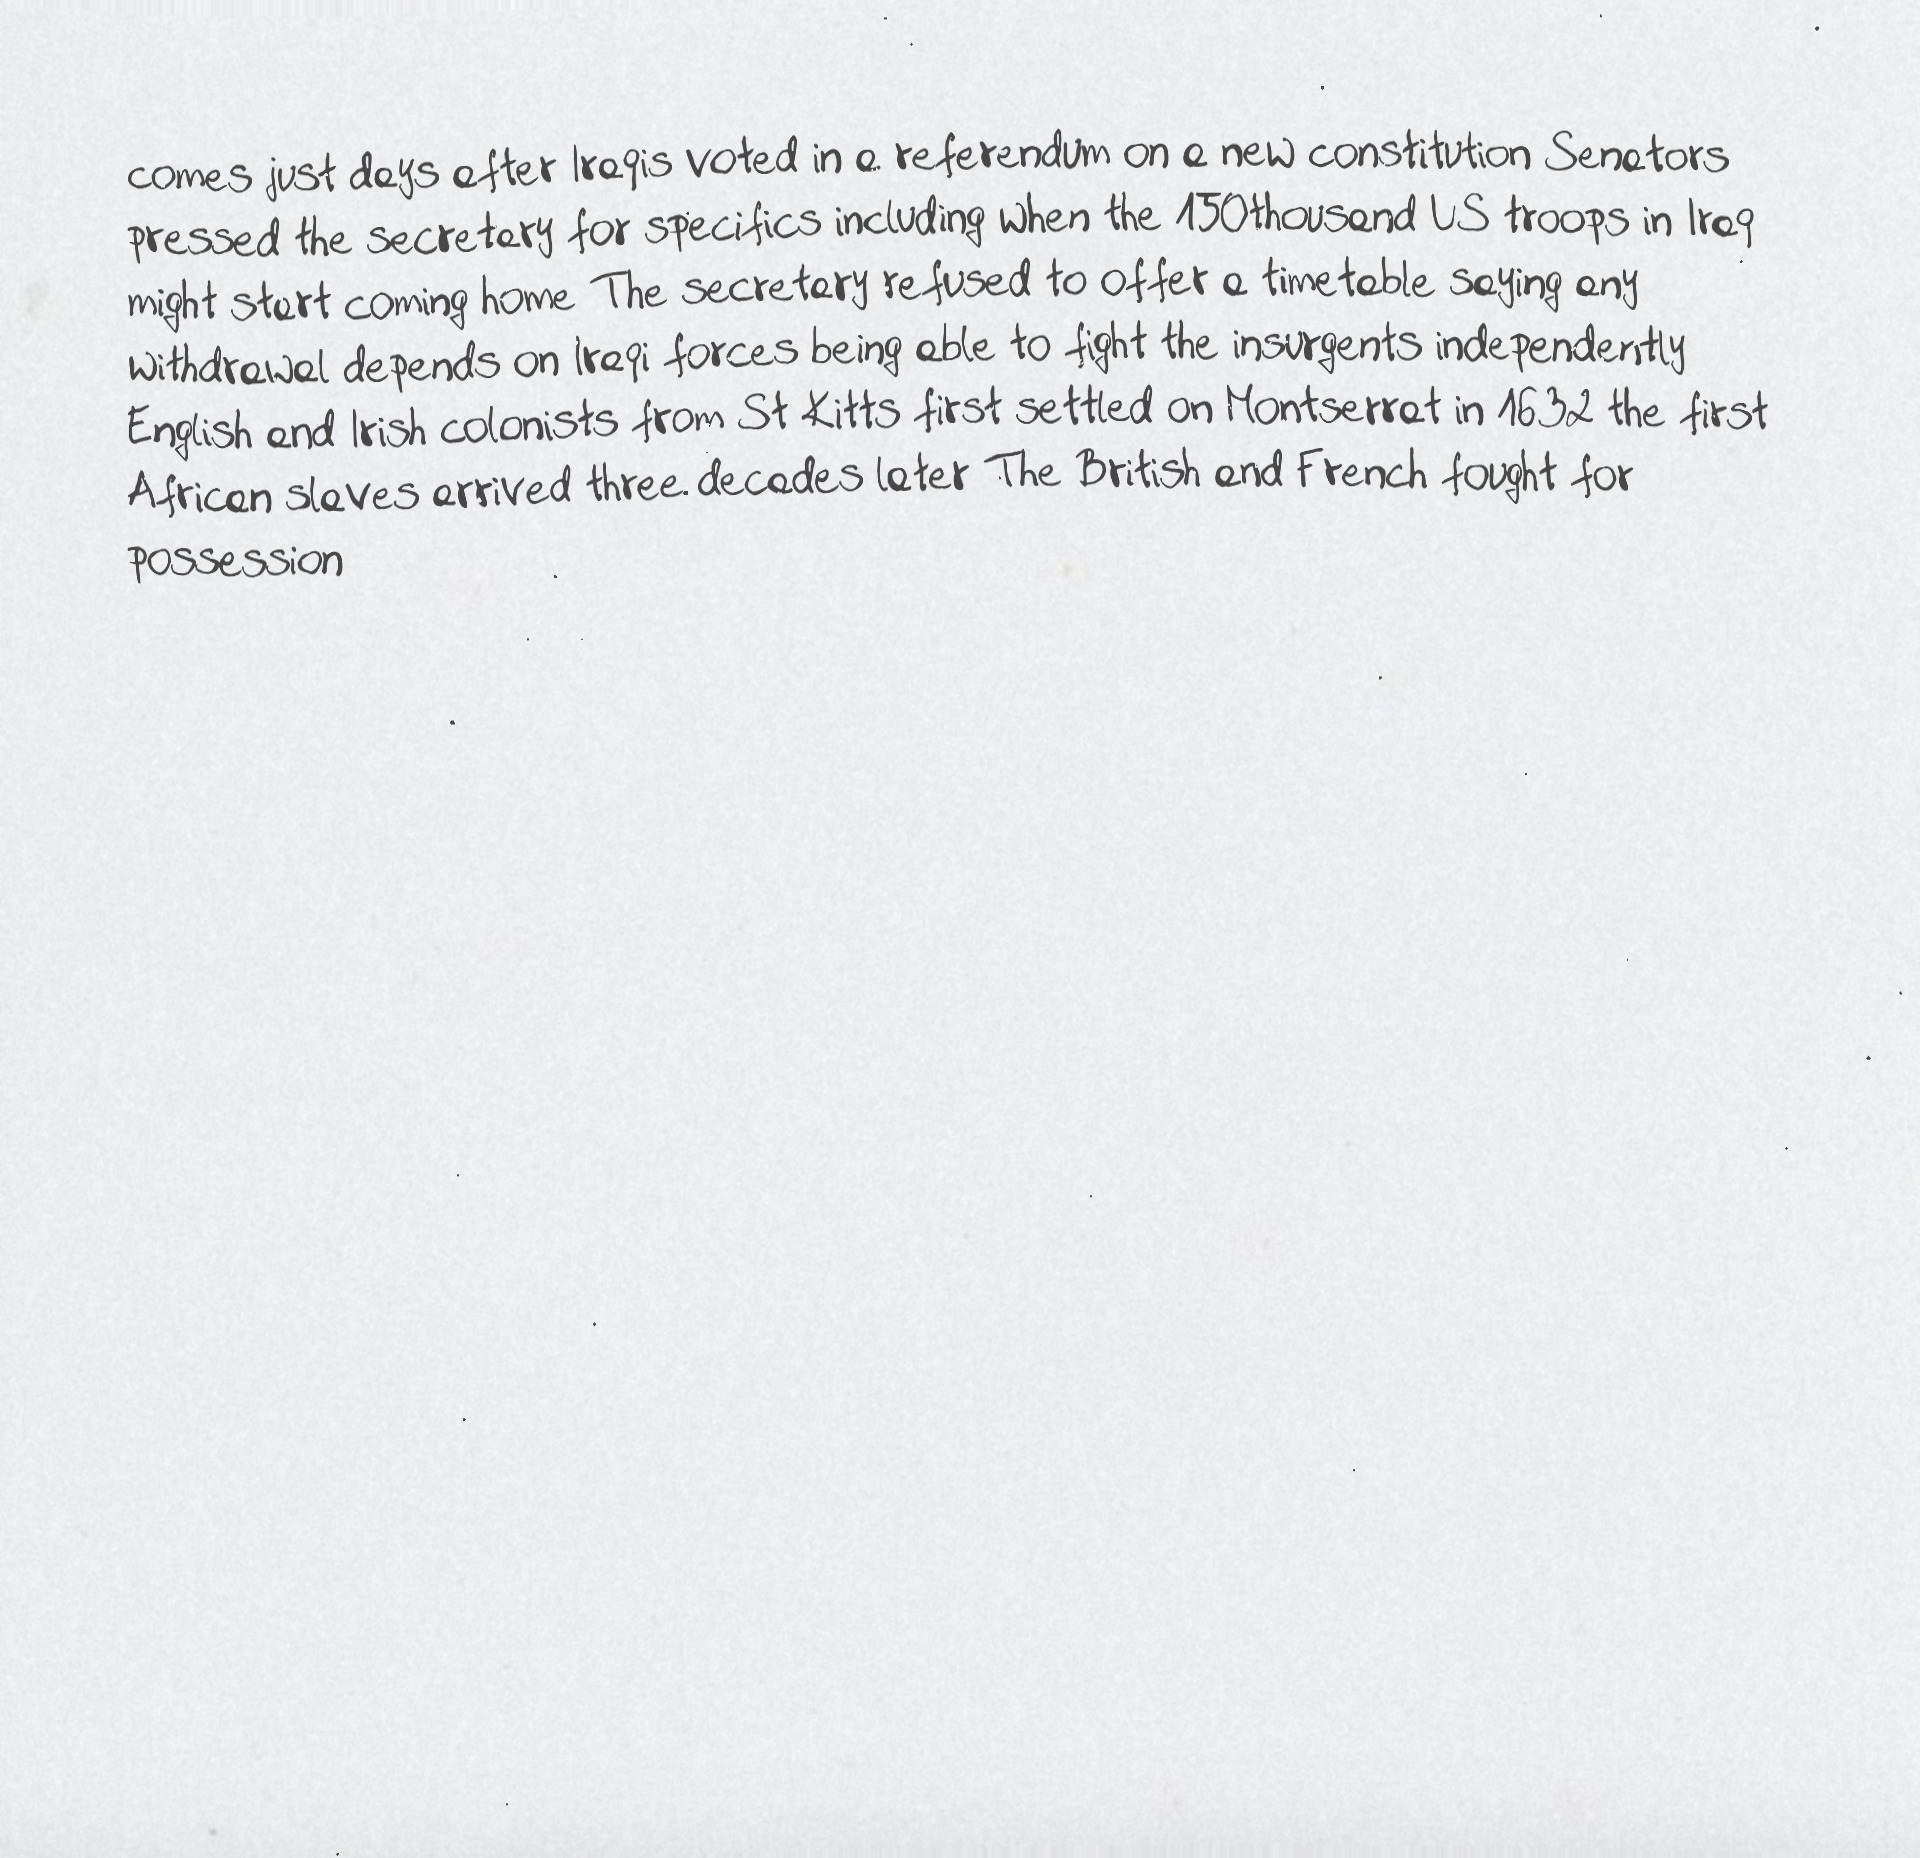 comes just days after Iraqis voted in a referendum on a new constitution Senators
pressed the secretary for specifics including when the 150thousand US troops in Iraq
might start coming home The secretary refused to offer a timetable saying any
withdrawal depends on Iraqi forces being able to fight the insurgents independently
English and Irish colonists from St Kitts first settled on Montserrat in 1632 the first
African slaves arrived three decades later The British and French fought for
possession